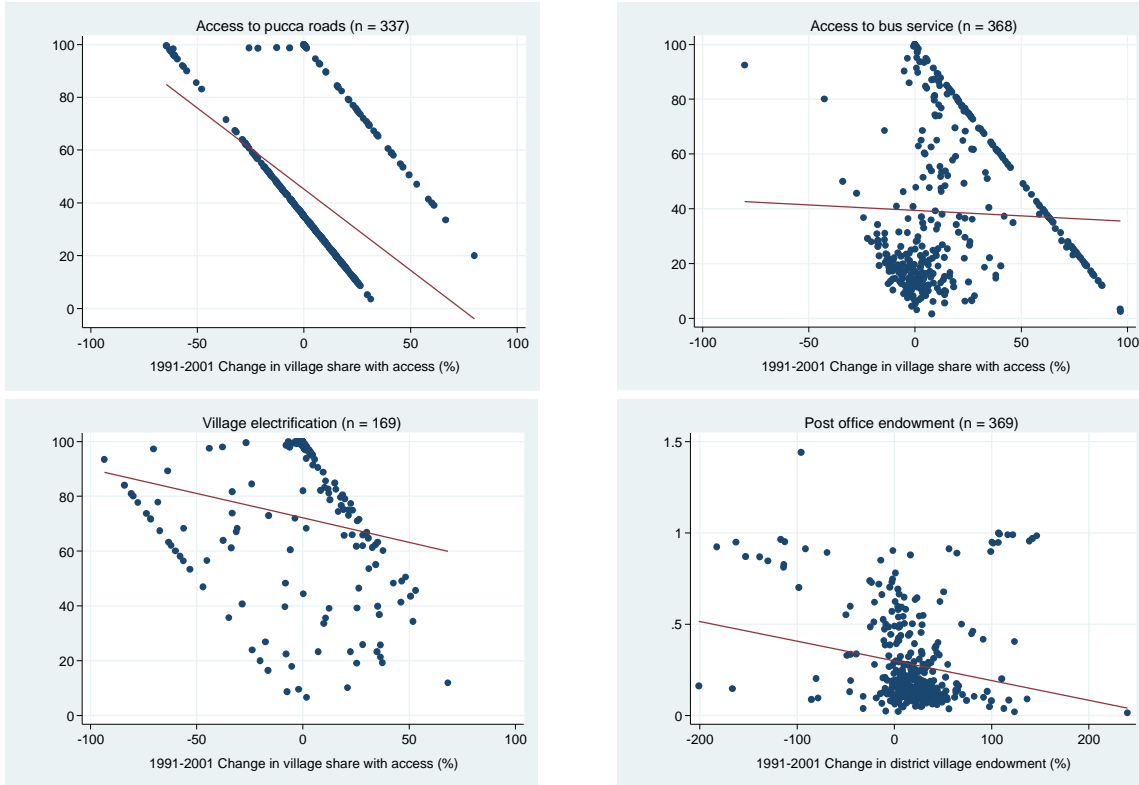 Access to pucca roads (n = 337)
100
80
60
40
20
0
-100 -50 0 50 100
1991-2001 Change in village share with access (%)
Access to bus service (n = 368)
100
80
60
40
20
0
-100 -50 0 50 100
1991-2001 Change in village share with access (%)
Village electrification (n = 169)
100
80
60
40
20
0
-100 -50 0 50 100
1991-2001 Change in village share with access (%)
Post office endowment (n = 369)
1.5
1
.5
0
-200 -100 0 100 200
1991-2001 Change in district village endowment (%)